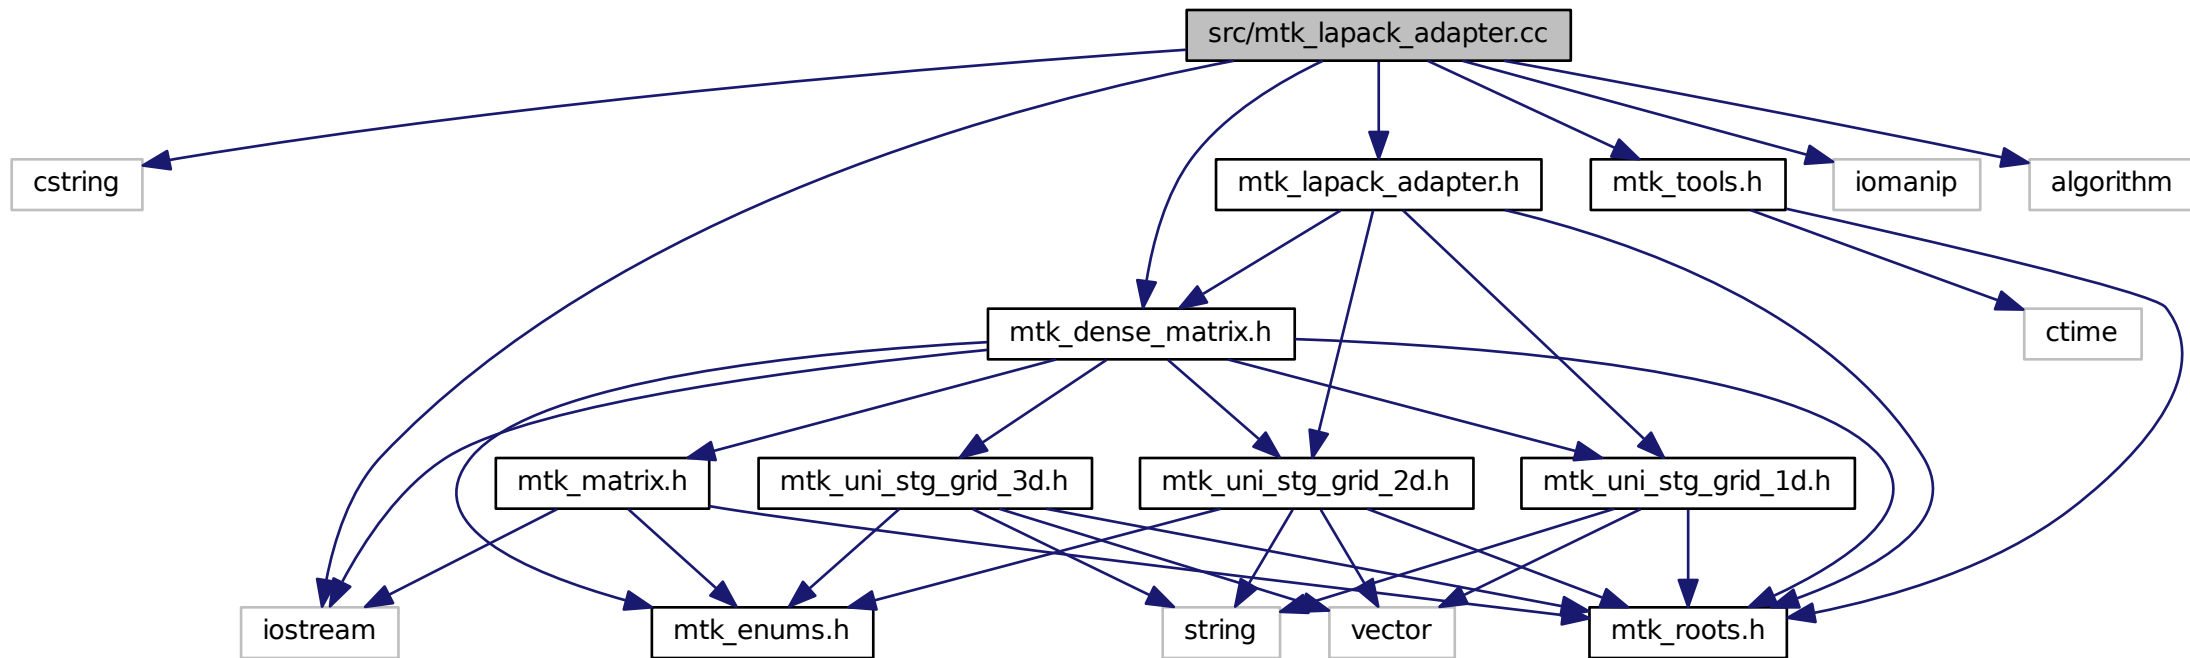 src/mtk_lapack_adapter.cc
cstring
mtk_lapack_adapter.h
mtk_tools.h
iomanip
algorithm
mtk_dense_matrix.h
ctime
mtk_matrix.h
mtk_uni_stg_grid_3d.h
mtk_uni_stg_grid_2d.h
mtk_uni_stg_grid_1d.h
iostream
mtk_enums.h
string
vector
mtk_roots.h